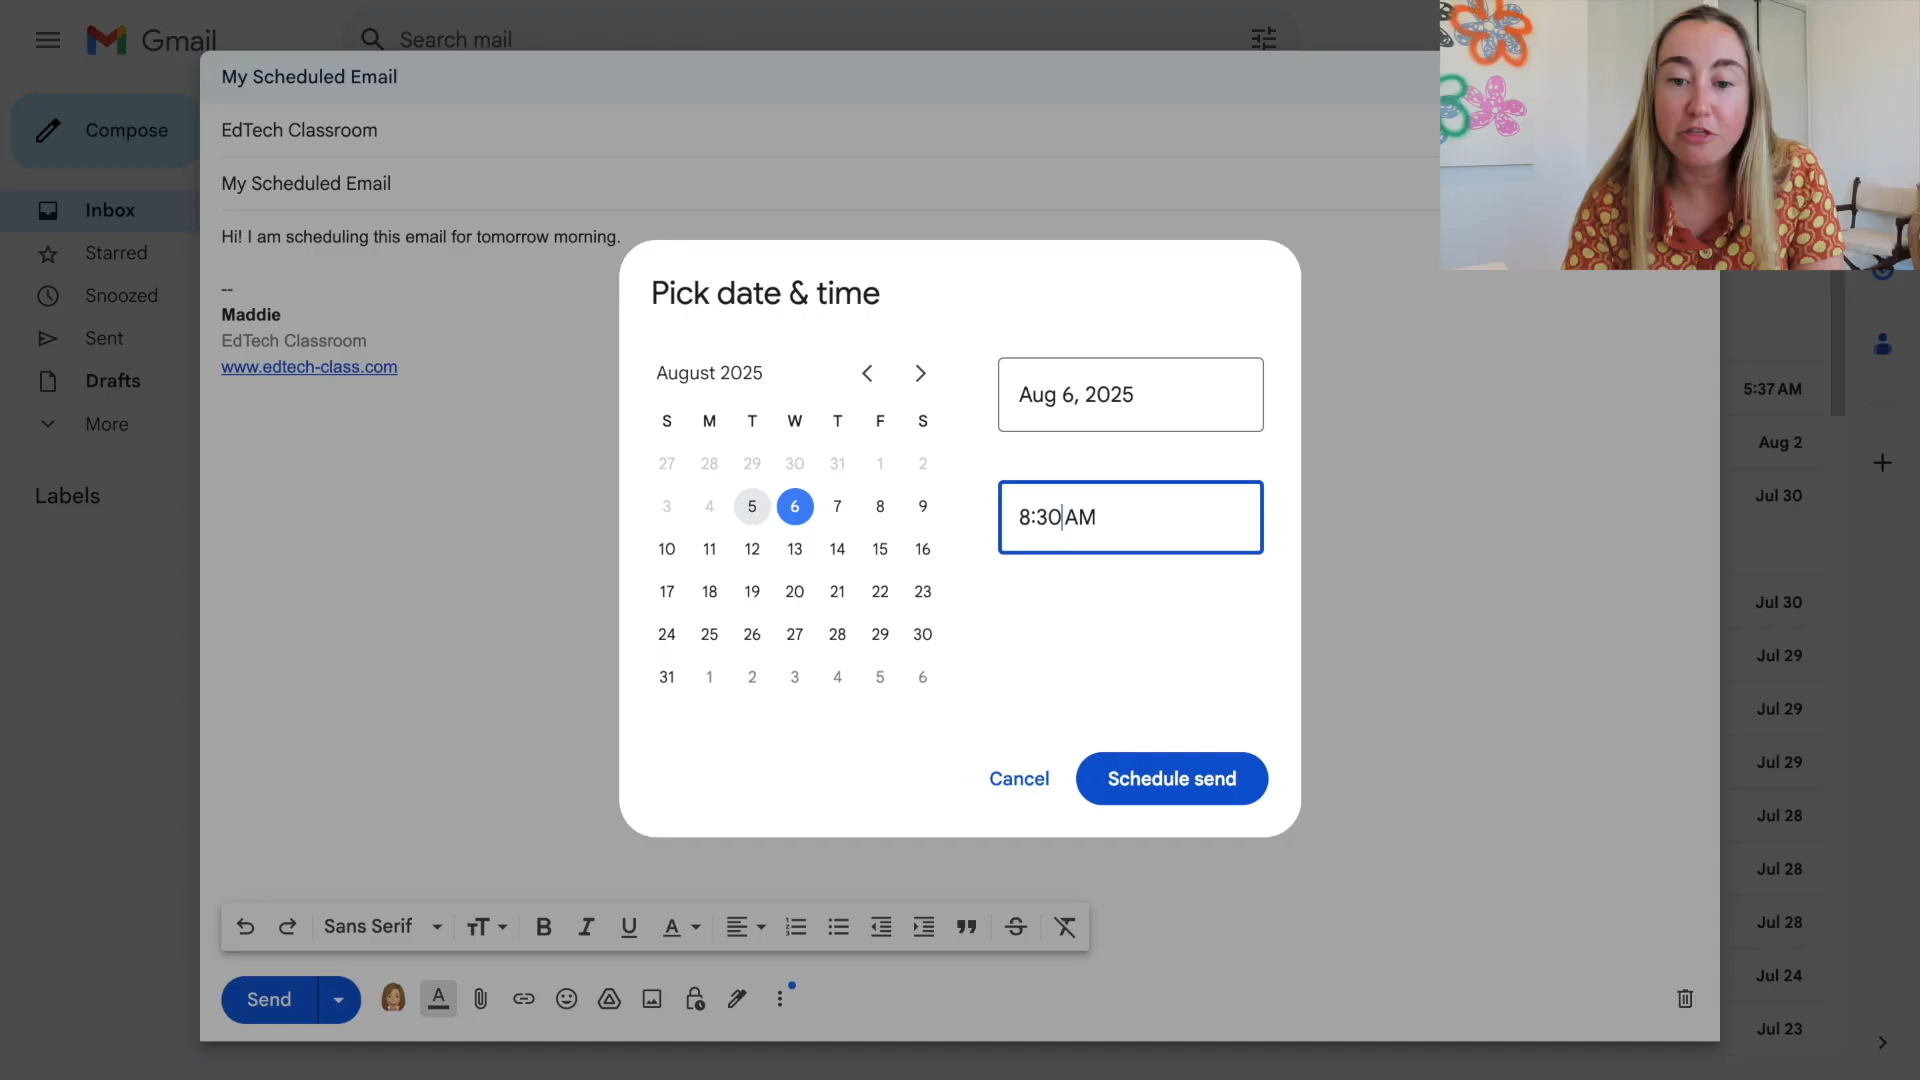 Gmail
Search mail
Compose
Inbox
Starred
Snoozed
Sent
Drafts
More
Labels
My Scheduled Email
EdTech Classroom
My Scheduled Email
Hi! I am scheduling this email for tomorrow morning.
--
Maddie
EdTech Classroom
www.edtech-class.com
Pick date & time
August 2025
S M T W T F S
27 28 29 30 31 1 2
3 4 5 6 7 8 9
10 11 12 13 14 15 16
17 18 19 20 21 22 23
24 25 26 27 28 29 30
31 1 2 3 4 5 6
Aug 6, 2025
8:30 AM
Cancel
Schedule send
Sans Serif
Send
5:37 AM
Aug 2
Jul 30
Jul 30
Jul 29
Jul 29
Jul 29
Jul 28
Jul 28
Jul 28
Jul 24
Jul 23